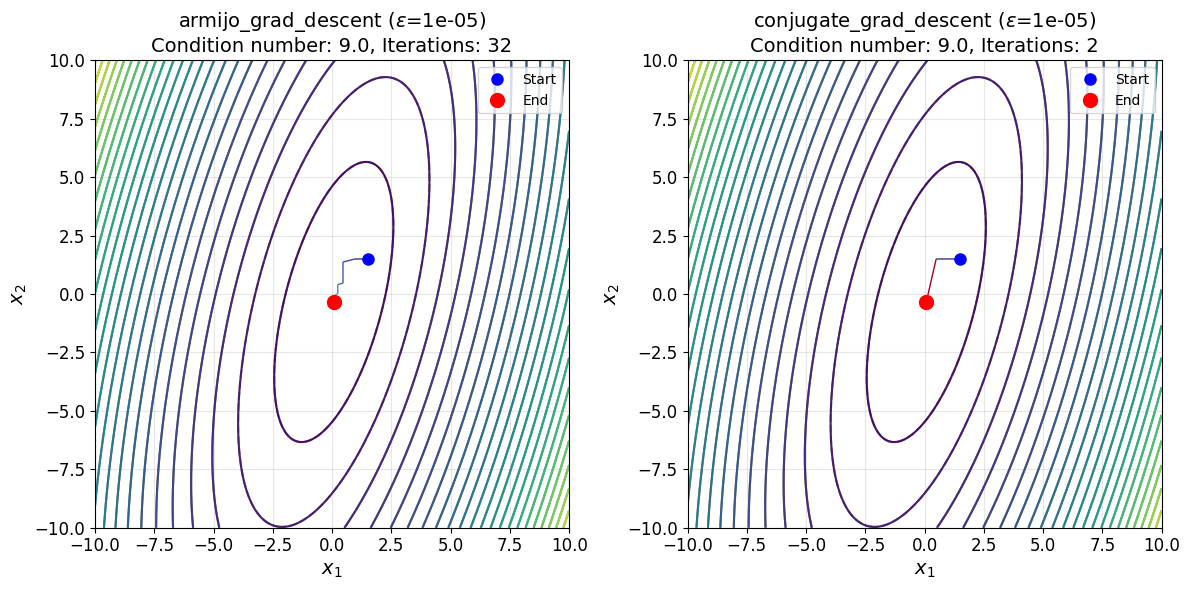 armijo_grad_descent (ε=1e-05)
Condition number: 9.0, Iterations: 32
10.0
7.5
5.0
2.5
0.0
−2.5
−5.0
−7.5
−10.0
x₂
Start
End
−10.0 −7.5 −5.0 −2.5 0.0 2.5 5.0 7.5 10.0
x₁
conjugate_grad_descent (ε=1e-05)
Condition number: 9.0, Iterations: 2
10.0
7.5
5.0
2.5
0.0
−2.5
−5.0
−7.5
−10.0
x₂
Start
End
−10.0 −7.5 −5.0 −2.5 0.0 2.5 5.0 7.5 10.0
x₁